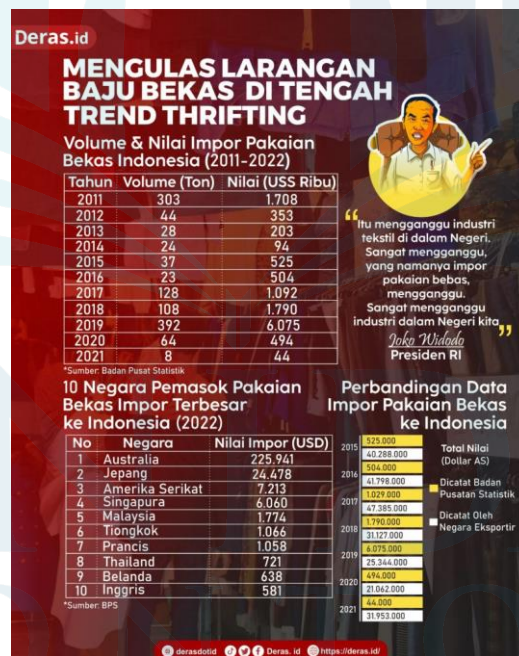 Deras.id
MENGULAS LARANGAN
BAJU BEKAS DI TENGAH
TREND THRIFTING
Volume & Nilai Impor Pakaian
Bekas Indonesia (2011-2022)
Tahun Volume (Ton) Nilai (USS Ribu)
2011 303 1.708
2012 44 353
2013 28 203
2014 24 94
2015 37 525
2016 23 504
2017 128 1.092
2018 108 1.790
2019 392 6.075
2020 64 494
2021 8 44
*Sumber: Badan Pusat Statistik
“Itu mengganggu industri
tekstil di dalam Negeri.
Sangat mengganggu,
yang namanya impor
pakaian bebas,
mengganggu.
Sangat mengganggu
industri dalam Negeri kita”
Joko Widodo
Presiden RI
10 Negara Pemasok Pakaian
Bekas Impor Terbesar
ke Indonesia (2022)
No Negara Nilai Impor (USD)
1 Australia 225.941
2 Jepang 24.478
3 Amerika Serikat 7.213
4 Singapura 6.060
5 Malaysia 1.774
6 Tiongkok 1.066
7 Prancis 1.058
8 Thailand 721
9 Belanda 638
10 Inggris 581
*Sumber: BPS
Perbandingan Data
Impor Pakaian Bekas
ke Indonesia
2015 525.000
40.288.000
2016 504.000
41.798.000
2017 1.029.000
47.385.000
2018 1.790.000
31.127.000
2019 6.075.000
25.344.000
2020 494.000
21.062.000
2021 44.000
31.953.000
Total Nilai
(Dollar AS)
Dicatat Badan
Pusatan Statistik
Dicatat Oleh
Negara Eksportir
derasdotid Deras. id https://deras.id/